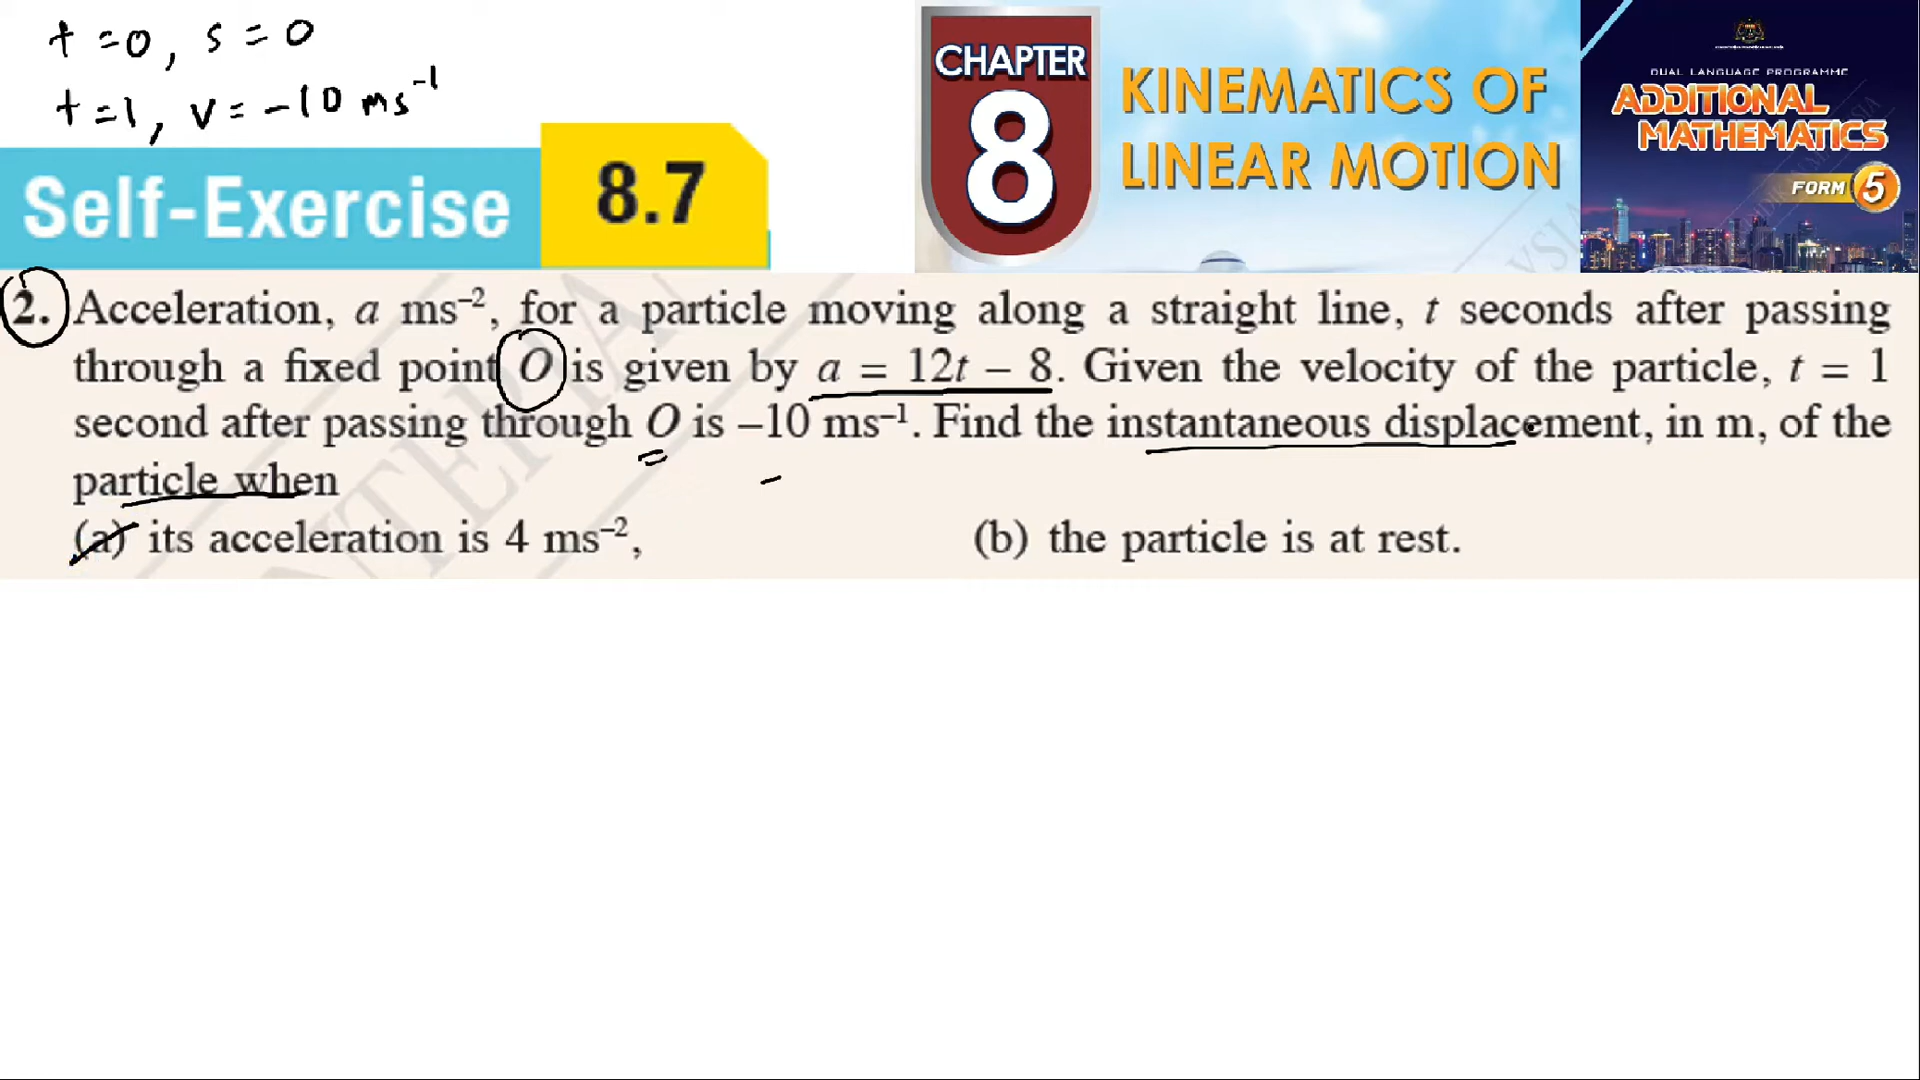 t = 0, s = 0
t = 1, v = -10 ms⁻¹
Self-Exercise 8.7
CHAPTER
8
KINEMATICS OF
LINEAR MOTION
DUAL LANGUAGE PROGRAMME
ADDITIONAL
MATHEMATICS
FORM 5
2. Acceleration, a ms⁻², for a particle moving along a straight line, t seconds after passing
through a fixed point O is given by a = 12t – 8. Given the velocity of the particle, t = 1
second after passing through O is –10 ms⁻¹. Find the instantaneous displacement, in m, of the
particle when
(a) its acceleration is 4 ms⁻², (b) the particle is at rest.